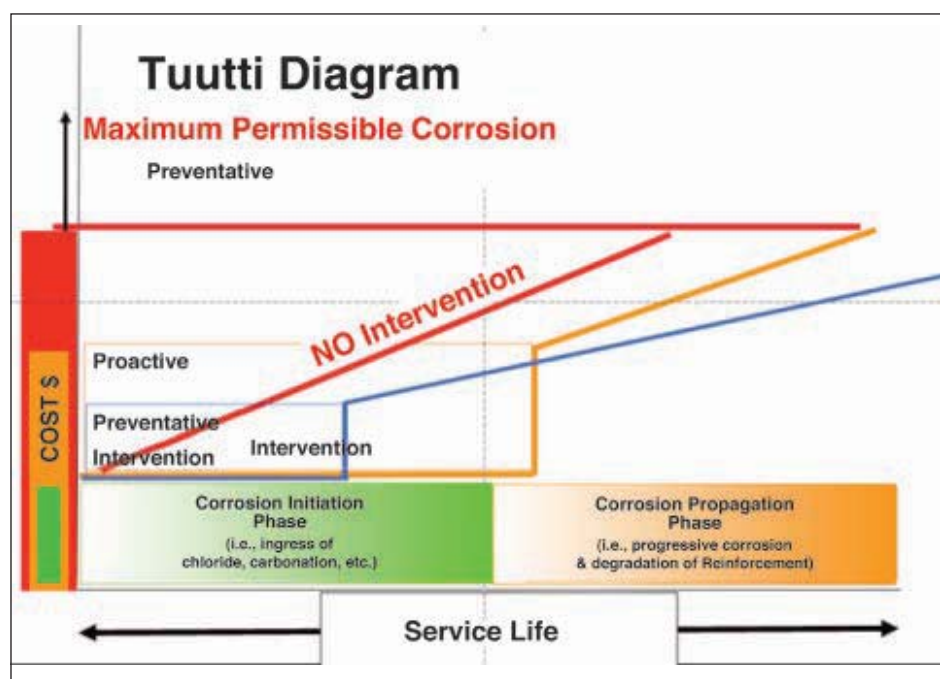 Tuutti Diagram
Maximum Permissible Corrosion
Preventative
NO Intervention
Proactive
Preventative
Intervention
Intervention
COST $
Corrosion Initiation
Phase
(i.e., ingress of
chloride, carbonation, etc.)
Corrosion Propagation
Phase
(i.e., progressive corrosion
& degradation of Reinforcement)
Service Life